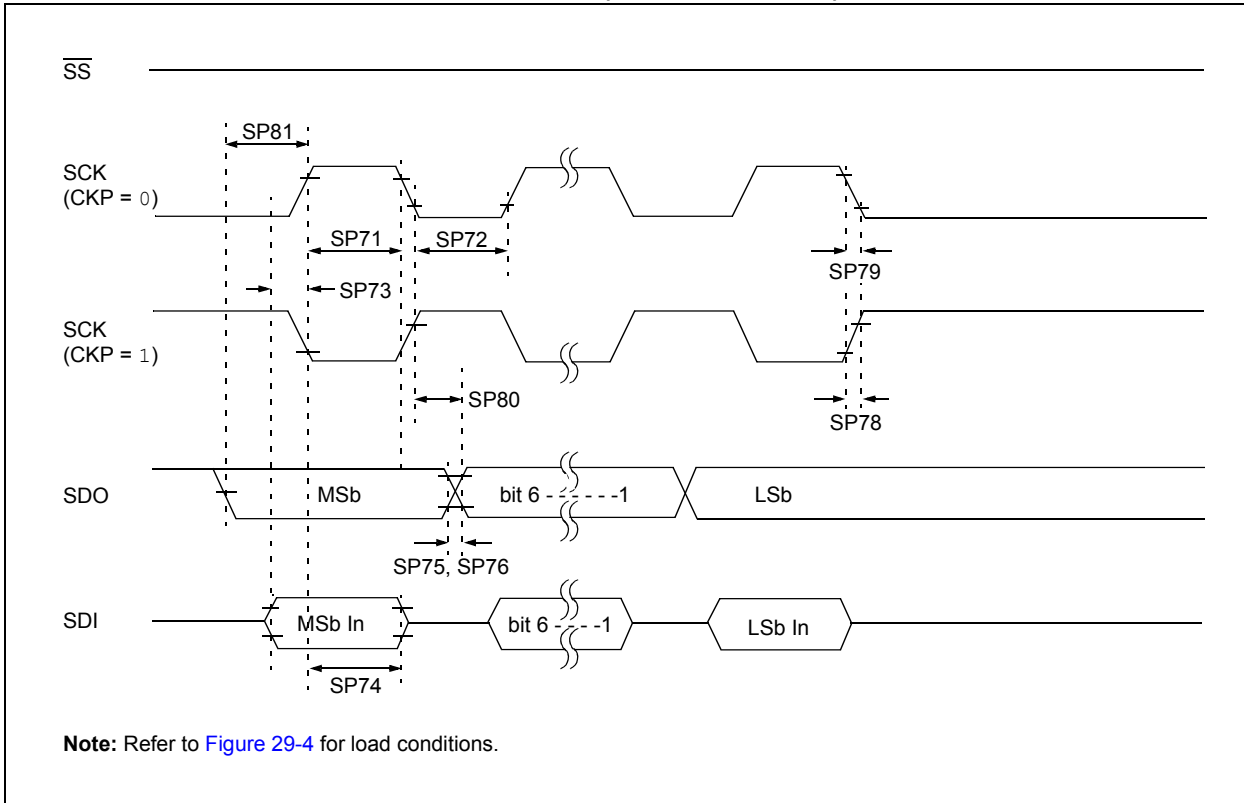 SS
SP81
SCK
(CKP = 0)
SP71
SP72
SP79
SP73
SCK
(CKP = 1)
SP80
SP78
SDO
MSb
bit 6 - - - - - -1
LSb
SP75, SP76
SDI
MSb In
bit 6 - - - - -1
LSb In
SP74
Note: Refer to Figure 29-4 for load conditions.